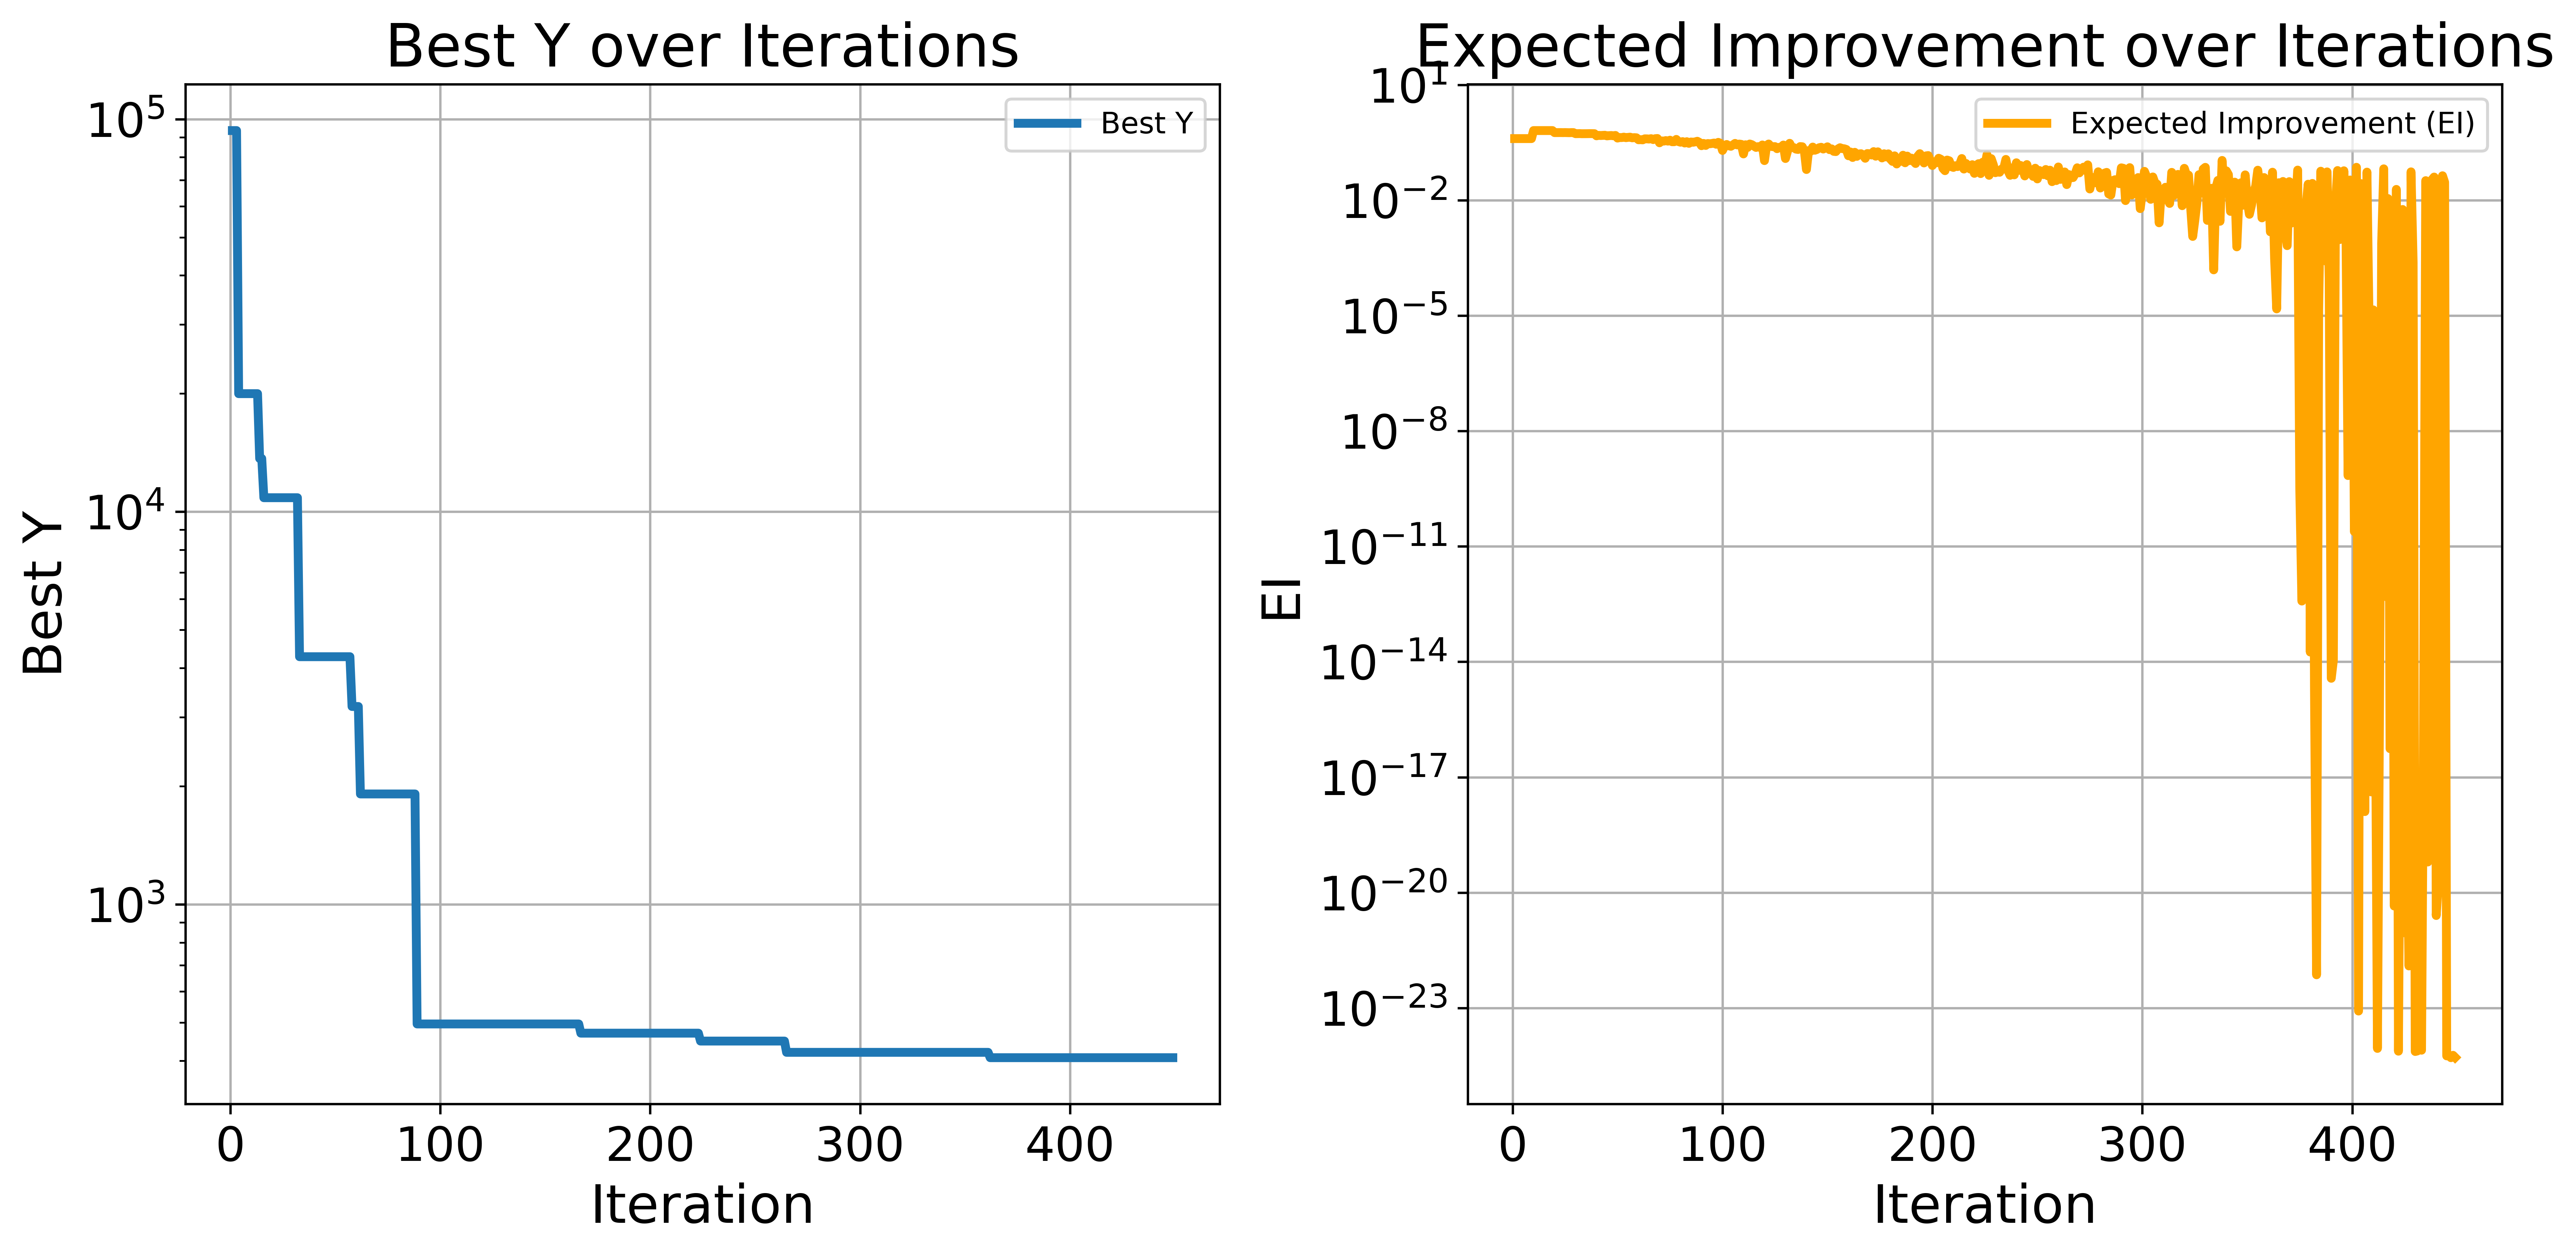 Best Y over Iterations
Best Y
10^5
10^4
10^3
Best Y
0 100 200 300 400
Iteration
Expected Improvement over Iterations
Expected Improvement (EI)
10^1
10^−2
10^−5
10^−8
10^−11
10^−14
10^−17
10^−20
10^−23
EI
0 100 200 300 400
Iteration